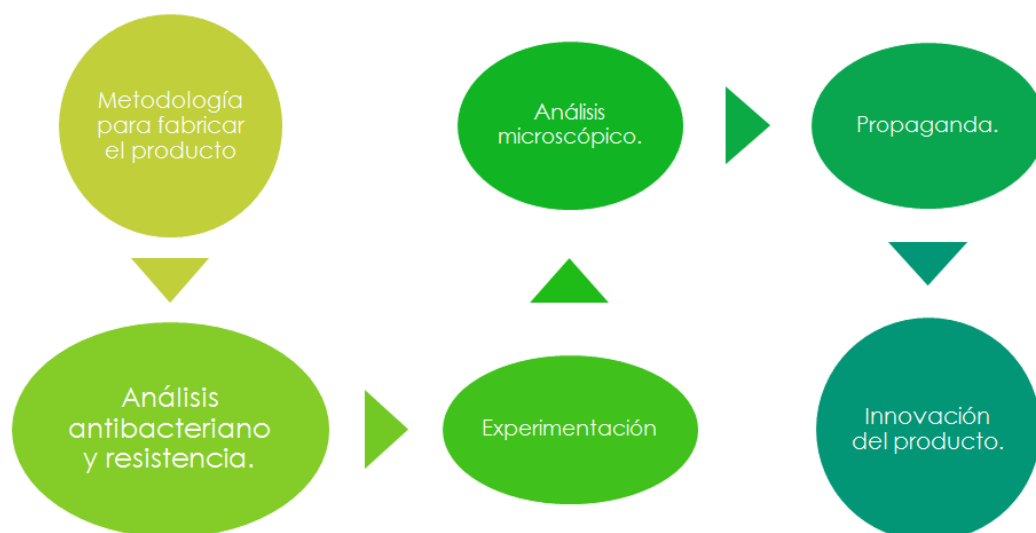 Metodología
para fabricar
el producto
Análisis
antibacteriano
y resistencia.
Experimentación
Análisis
microscópico.
Propaganda.
Innovación
del producto.